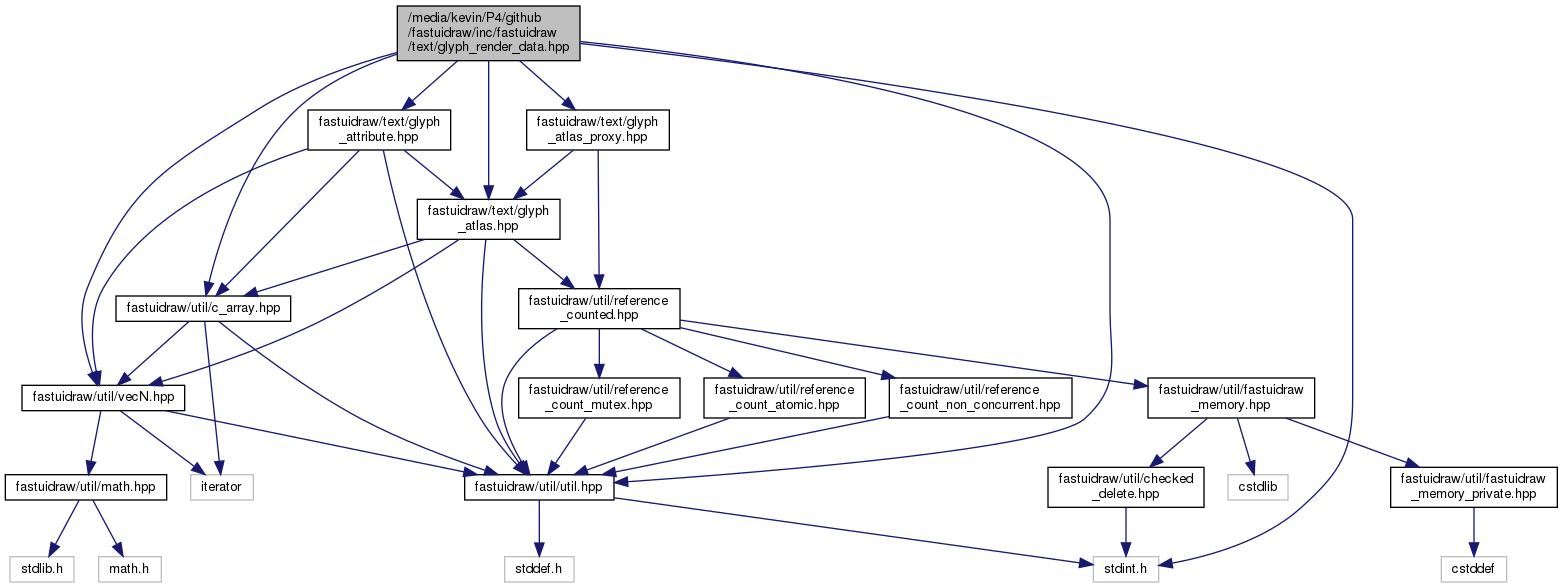 /media/kevin/P4/github
/fastuidraw/inc/fastuidraw
/text/glyph_render_data.hpp
fastuidraw/text/glyph
_attribute.hpp
fastuidraw/text/glyph
_atlas_proxy.hpp
fastuidraw/text/glyph
_atlas.hpp
fastuidraw/util/c_array.hpp
fastuidraw/util/reference
_counted.hpp
fastuidraw/util/vecN.hpp
fastuidraw/util/reference
_count_mutex.hpp
fastuidraw/util/reference
_count_atomic.hpp
fastuidraw/util/reference
_count_non_concurrent.hpp
fastuidraw/util/fastuidraw
_memory.hpp
fastuidraw/util/math.hpp
iterator
fastuidraw/util/util.hpp
fastuidraw/util/checked
_delete.hpp
cstdlib
fastuidraw/util/fastuidraw
_memory_private.hpp
stdlib.h
math.h
stddef.h
stdint.h
cstddef